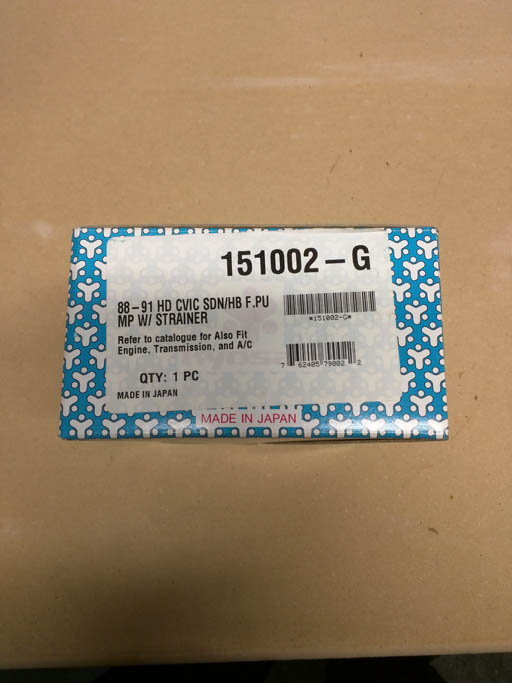 151002-G
88-91 HD CVIC SDN/HB F.PU
MP W/ STRAINER
*151002-G*
Refer to catalogue for Also Fit
Engine, Transmission, and A/C
7 62405 79002 2
QTY: 1 PC
MADE IN JAPAN
MADE IN JAPAN